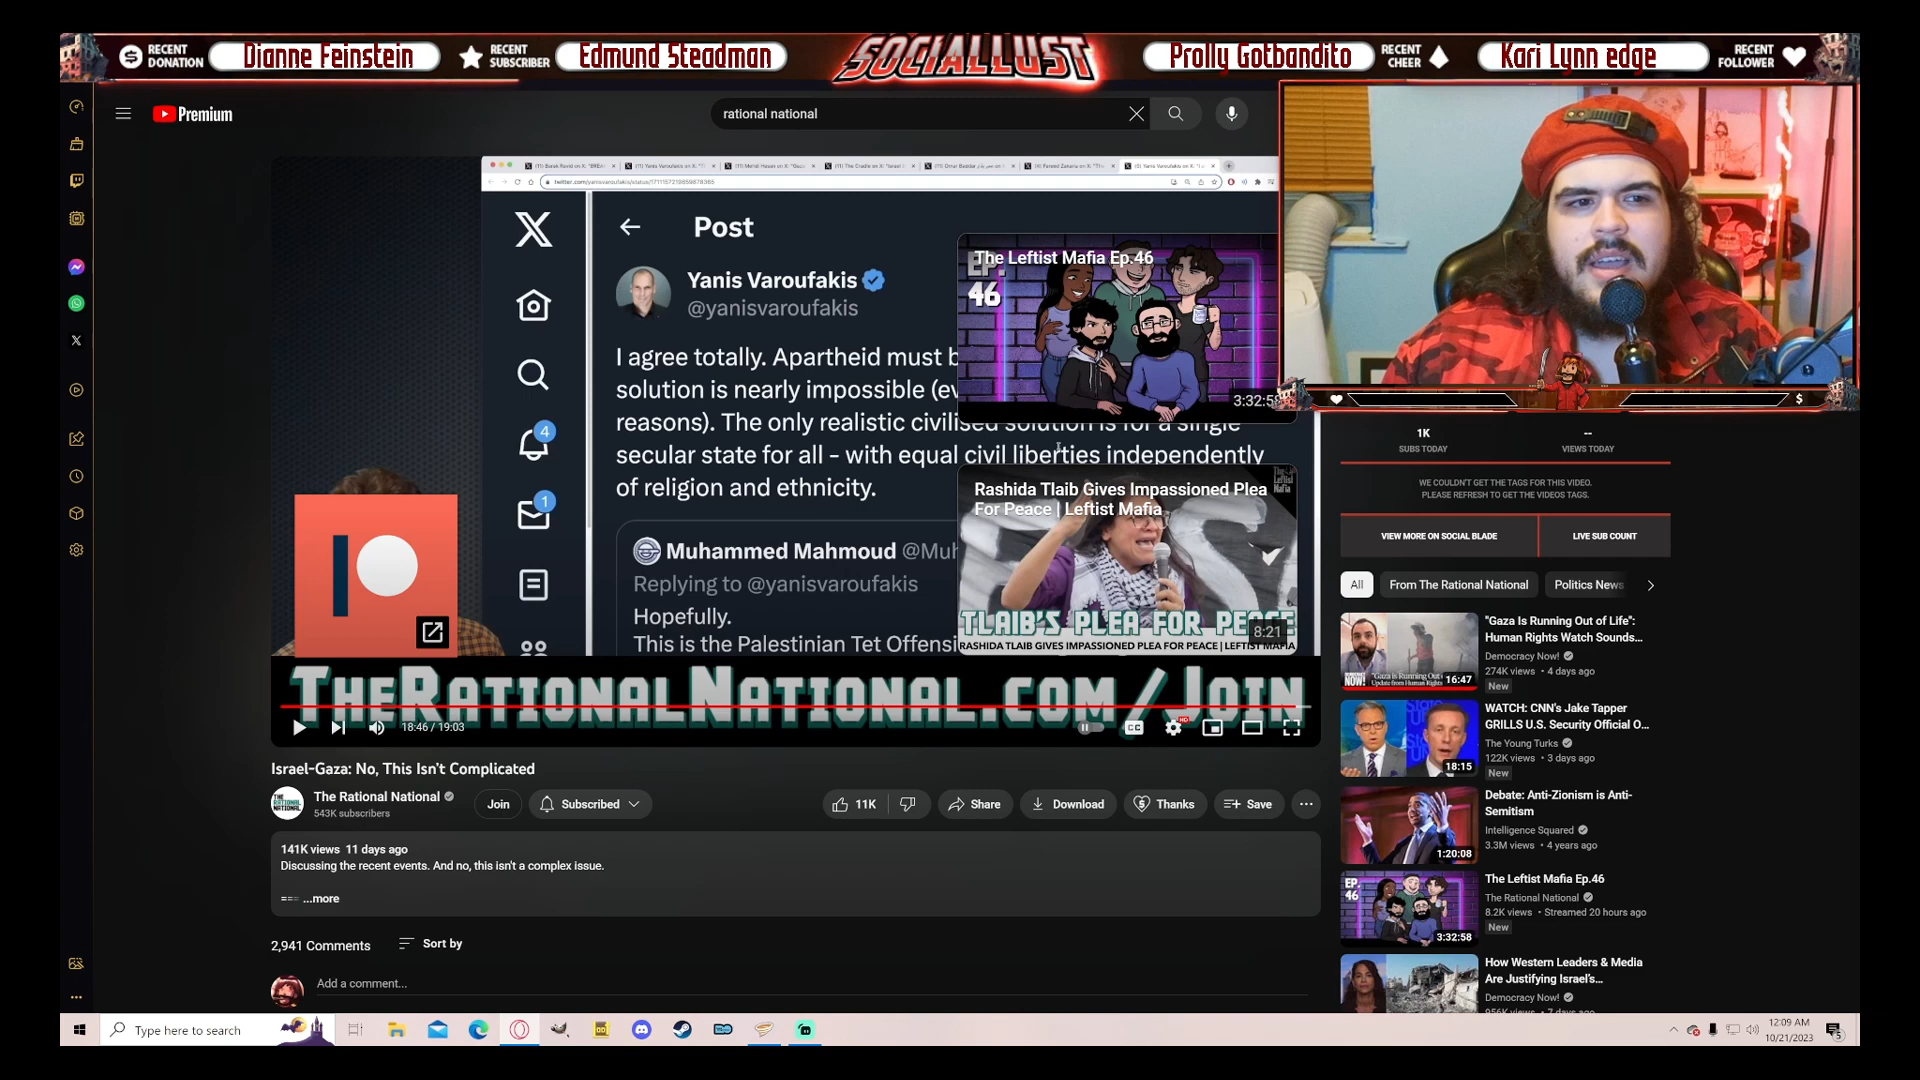 RECENT DONATION
Dianne Feinstein
RECENT SUBSCRIBER
Edmund Steadman
SOCIALLUST
Prolly Gotbandito
RECENT CHEER
Kari Lynn edge
RECENT FOLLOWER
Premium
rational national
Post
Yanis Varoufakis
@yanisvaroufakis
I agree totally. Apartheid must b
solution is nearly impossible (ev
reasons). The only realistic civilised solution is for a single
secular state for all - with equal civil liberties independently
of religion and ethnicity.
4
1
Muhammed Mahmoud @Muh
Replying to @yanisvaroufakis
Hopefully.
This is the Palestinian Tet Offensi
The Leftist Mafia Ep.46
EP.
46
3:32:58
Rashida Tlaib Gives Impassioned Plea
For Peace | Leftist Mafia
TLAIB'S PLEA FOR PEACE
8:21
RASHIDA TLAIB GIVES IMPASSIONED PLEA FOR PEACE | LEFTIST MAFIA
THERATIONALNATIONAL.COM/JOIN
18:46 / 19:03
CC
HD
Israel-Gaza: No, This Isn't Complicated
The Rational National
543K subscribers
Join
Subscribed
11K
Share
Download
Thanks
Save
141K views 11 days ago
Discussing the recent events. And no, this isn't a complex issue.
=== ...more
2,941 Comments
Sort by
Add a comment...
1K
SUBS TODAY
--
VIEWS TODAY
WE COULDN'T GET THE TAGS FOR THIS VIDEO.
PLEASE REFRESH TO GET THE VIDEOS TAGS.
VIEW MORE ON SOCIAL BLADE
LIVE SUB COUNT
All
From The Rational National
Politics News
"Gaza Is Running Out of Life":
Human Rights Watch Sounds...
Democracy Now!
274K views • 4 days ago
New
16:47
WATCH: CNN's Jake Tapper
GRILLS U.S. Security Official O...
The Young Turks
122K views • 3 days ago
New
18:15
Debate: Anti-Zionism is Anti-
Semitism
Intelligence Squared
3.3M views • 4 years ago
1:20:08
The Leftist Mafia Ep.46
The Rational National
8.2K views • Streamed 20 hours ago
New
EP.
46
3:32:58
How Western Leaders & Media
Are Justifying Israel's...
Democracy Now!
Type here to search
12:09 AM
10/21/2023